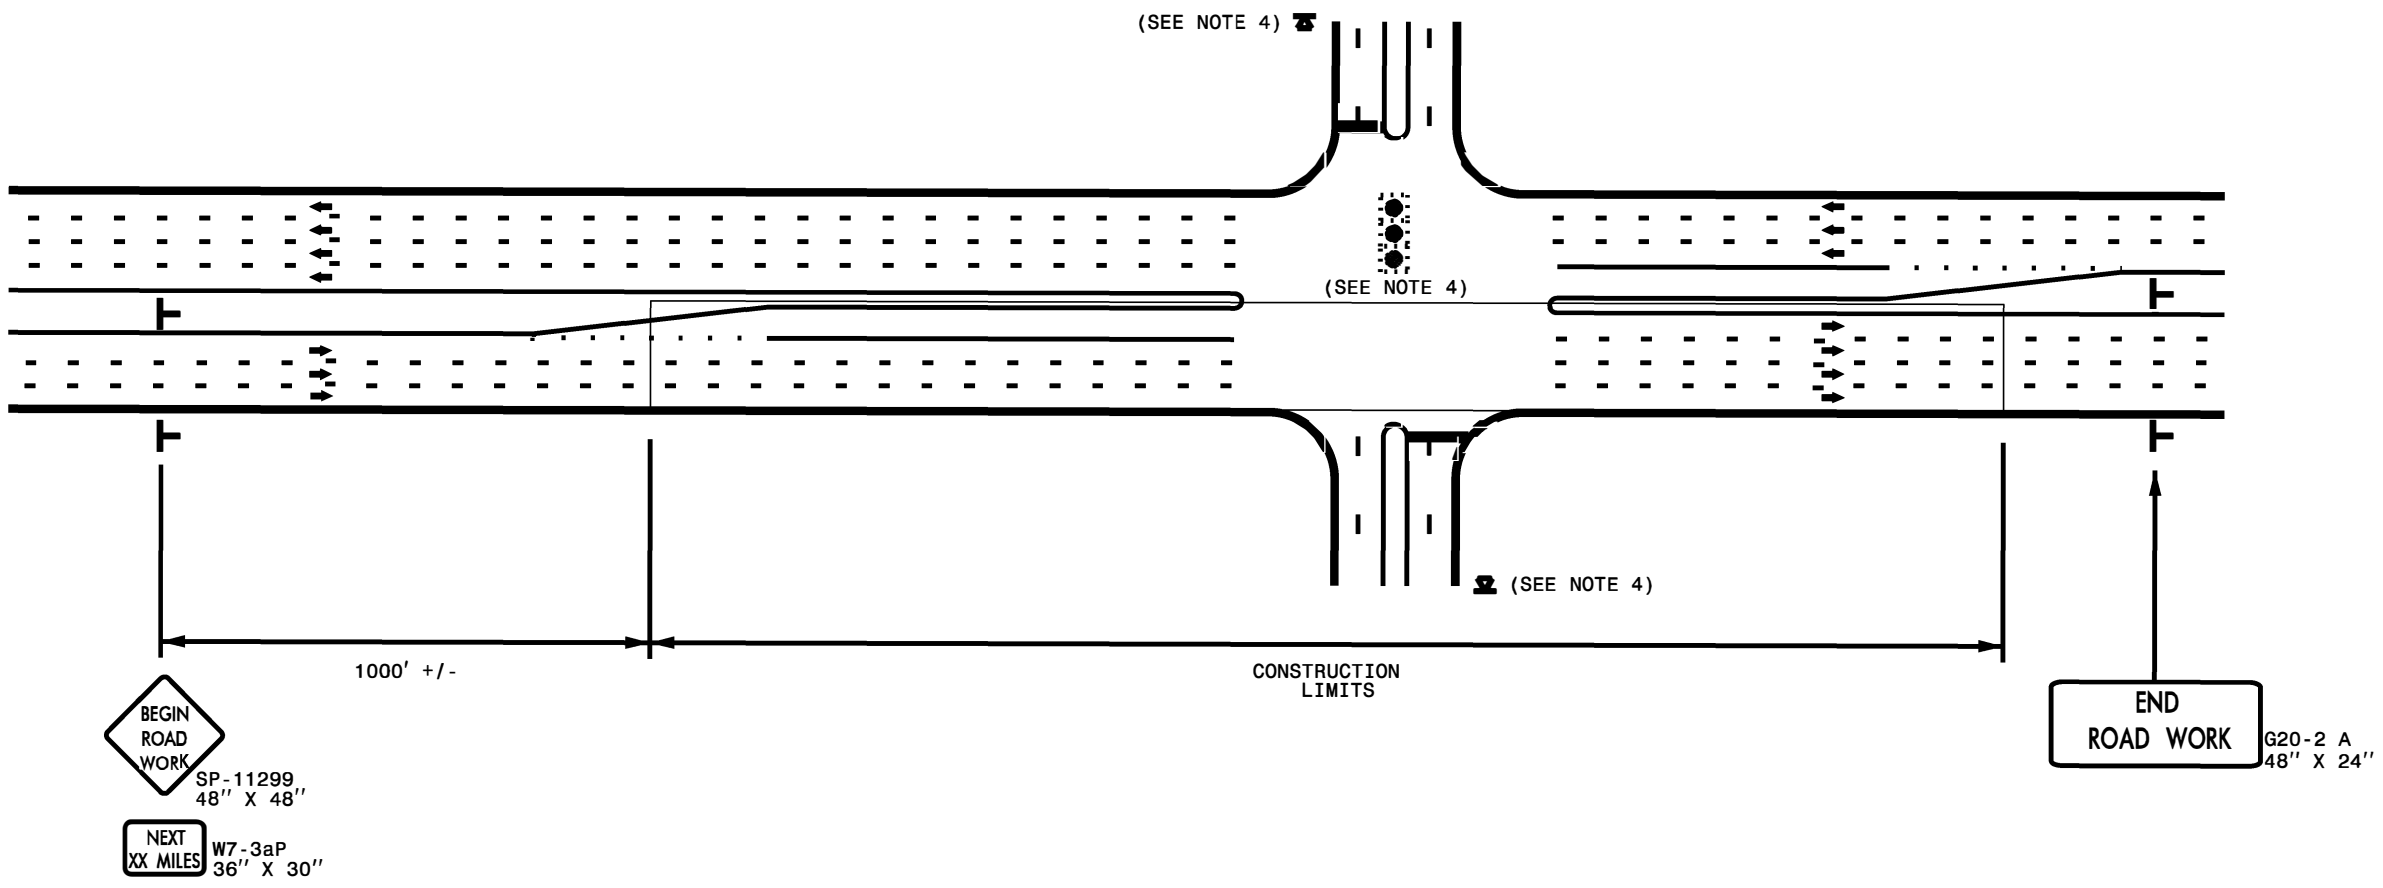 (SEE NOTE 4)
(SEE NOTE 4)
(SEE NOTE 4)
1000' +/-
CONSTRUCTION
LIMITS
BEGIN
ROAD
WORK
SP-11299
48'' X 48''
NEXT
XX MILES
W7-3aP
36'' X 30''
END
ROAD WORK
G20-2 A
48'' X 24''